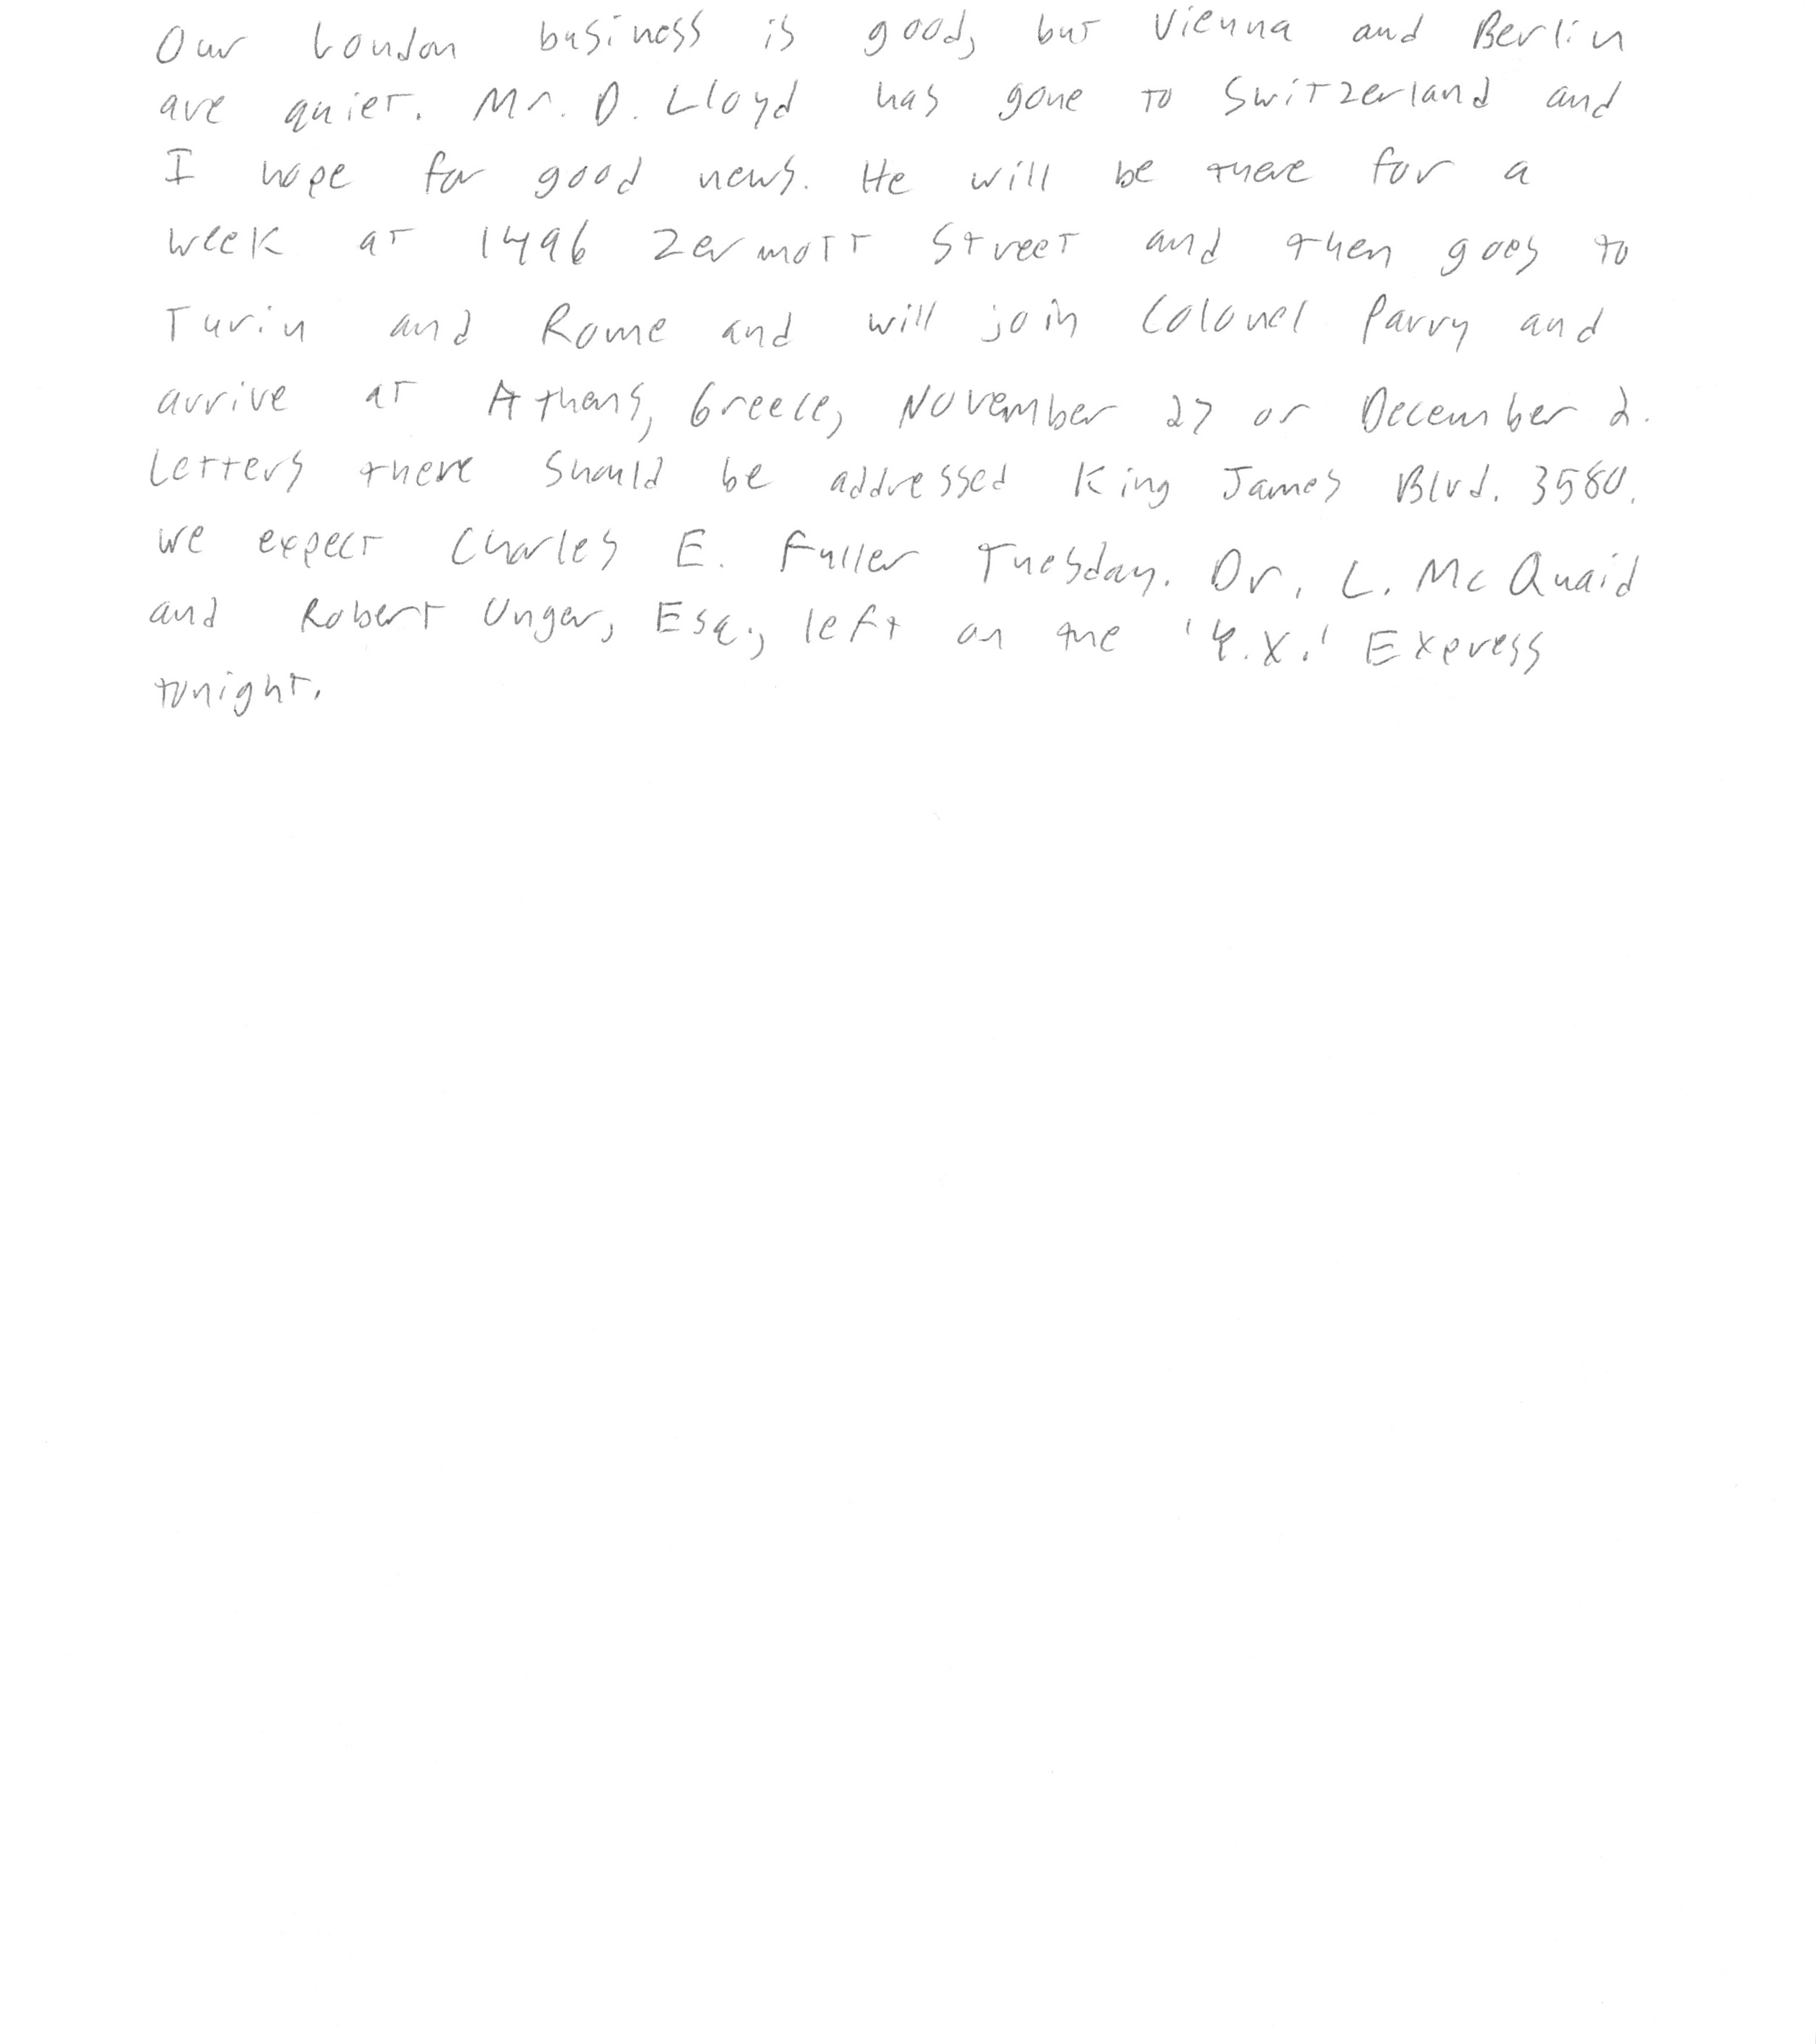 Our London business is good, but Vienna and Berlin
are quiet. Mr. D. Lloyd has gone to Switzerland and
I hope for good news. He will be there for a
week at 1496 Zermott Street and then goes to
Turin and Rome and will join Colonel Parry and
arrive at Athens, Greece, November 27 or December 2.
Letters there should be addressed King James Blvd. 3580.
We expect Charles E. Fuller Tuesday. Dr. L. McQuaid
and Robert Unger, Esq., left on the 'Y.X.' Express
tonight.